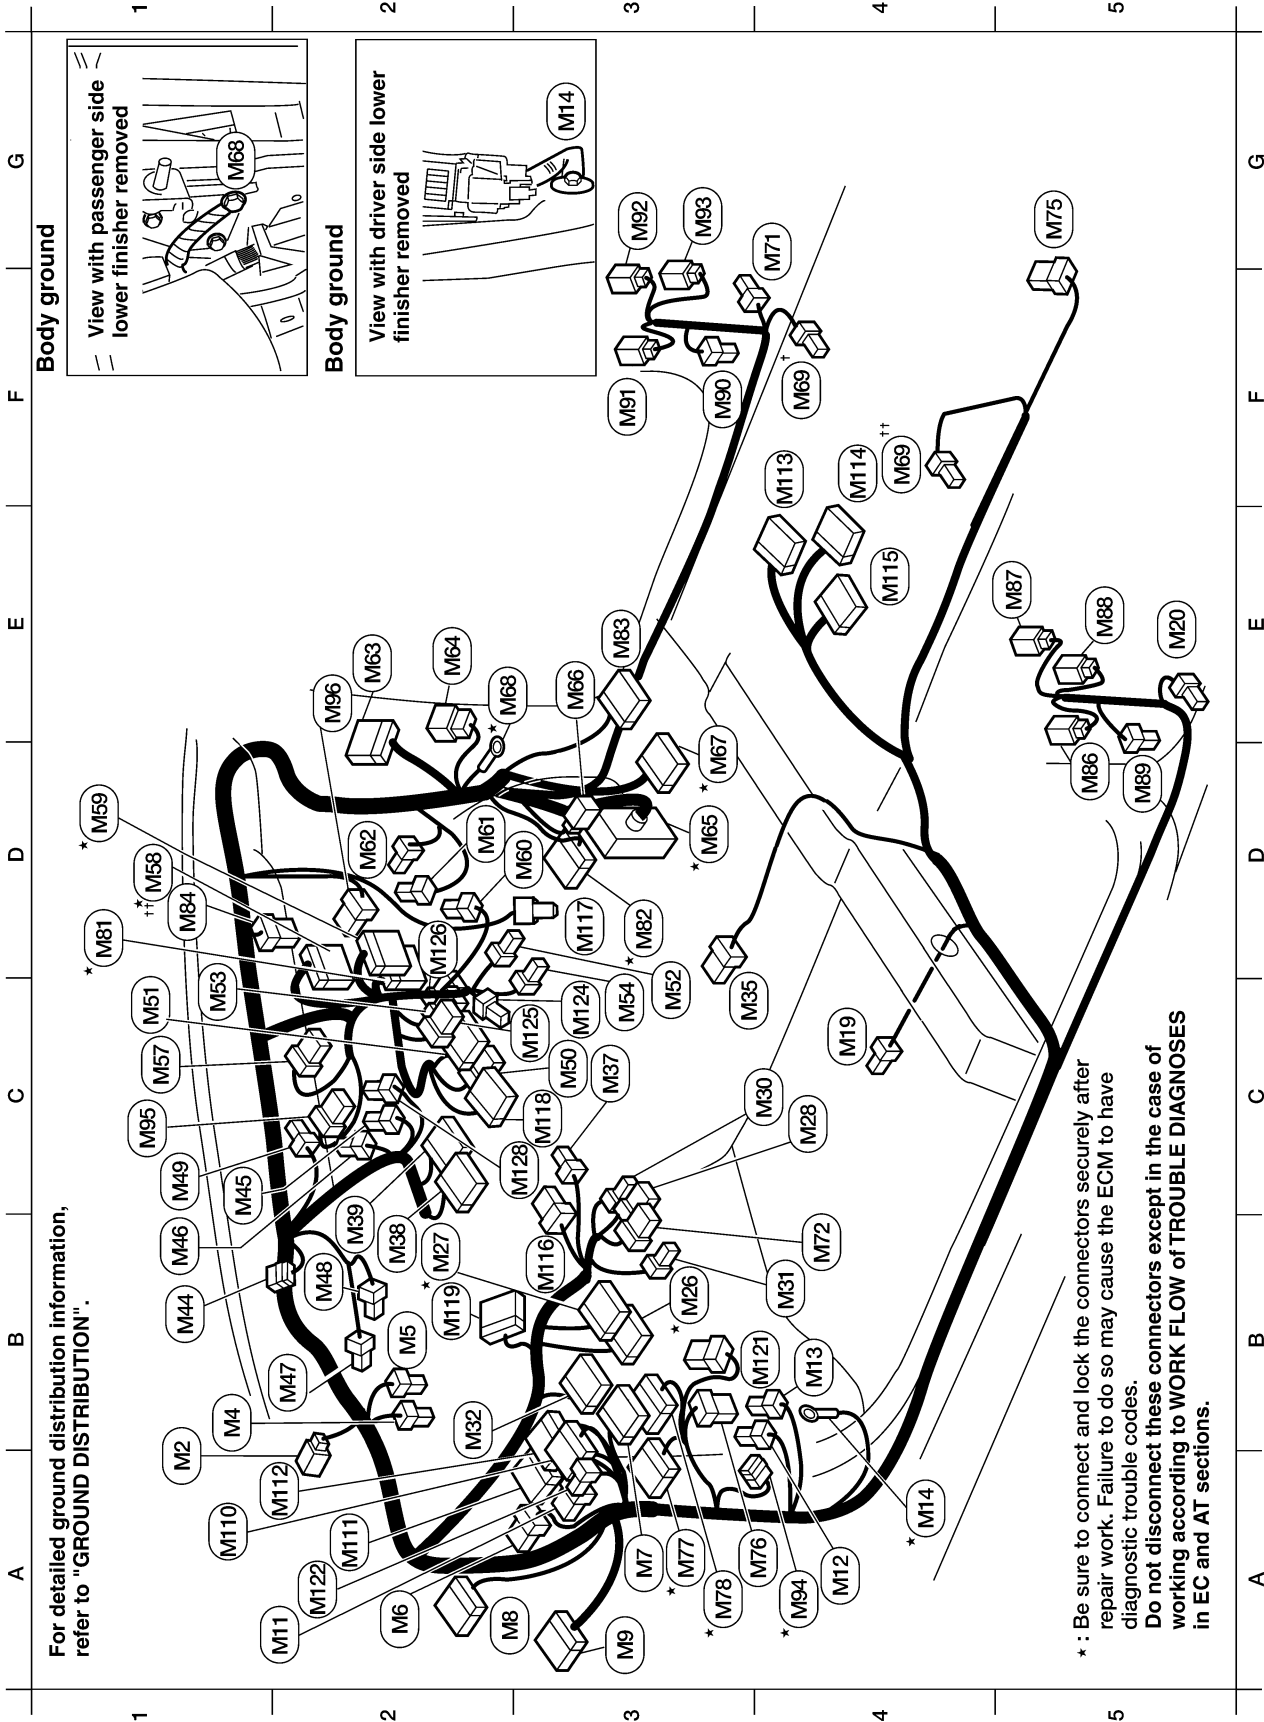 A
B
C
D
E
F
G
1
2
3
4
5
For detailed ground distribution information,
refer to "GROUND DISTRIBUTION".
Body ground
View with passenger side
lower finisher removed
M68
Body ground
View with driver side lower
finisher removed
M14
M2
M4
M5
M47
M44
M48
M46
M45
M49
M95
M57
M51
M53
★ M81
†† M84
★ M58
★ M59
M96
M63
M64
★ M68
M66
M83
M62
M61
M60
M126
M117
★ M82
★ M65
★ M67
M52
M54
M124
M125
M50
M37
M118
M128
M39
M38
★ M27
M116
M119
M32
M112
M110
M111
M122
M11
M6
M8
M9
M7
★ M77
★ M78
M76
★ M94
M12
★ M14
M13
M121
★ M26
M31
M72
M28
M30
M35
M19
M91
M92
M93
M90
M71
M69 †
M113
M114
M115
M69 ††
M75
M87
M88
M20
M86
M89
★ : Be sure to connect and lock the connectors securely after
repair work. Failure to do so may cause the ECM to have
diagnostic trouble codes.
Do not disconnect these connectors except in the case of
working according to WORK FLOW of TROUBLE DIAGNOSES
in EC and AT sections.
A
B
C
D
E
F
G
1
2
3
4
5